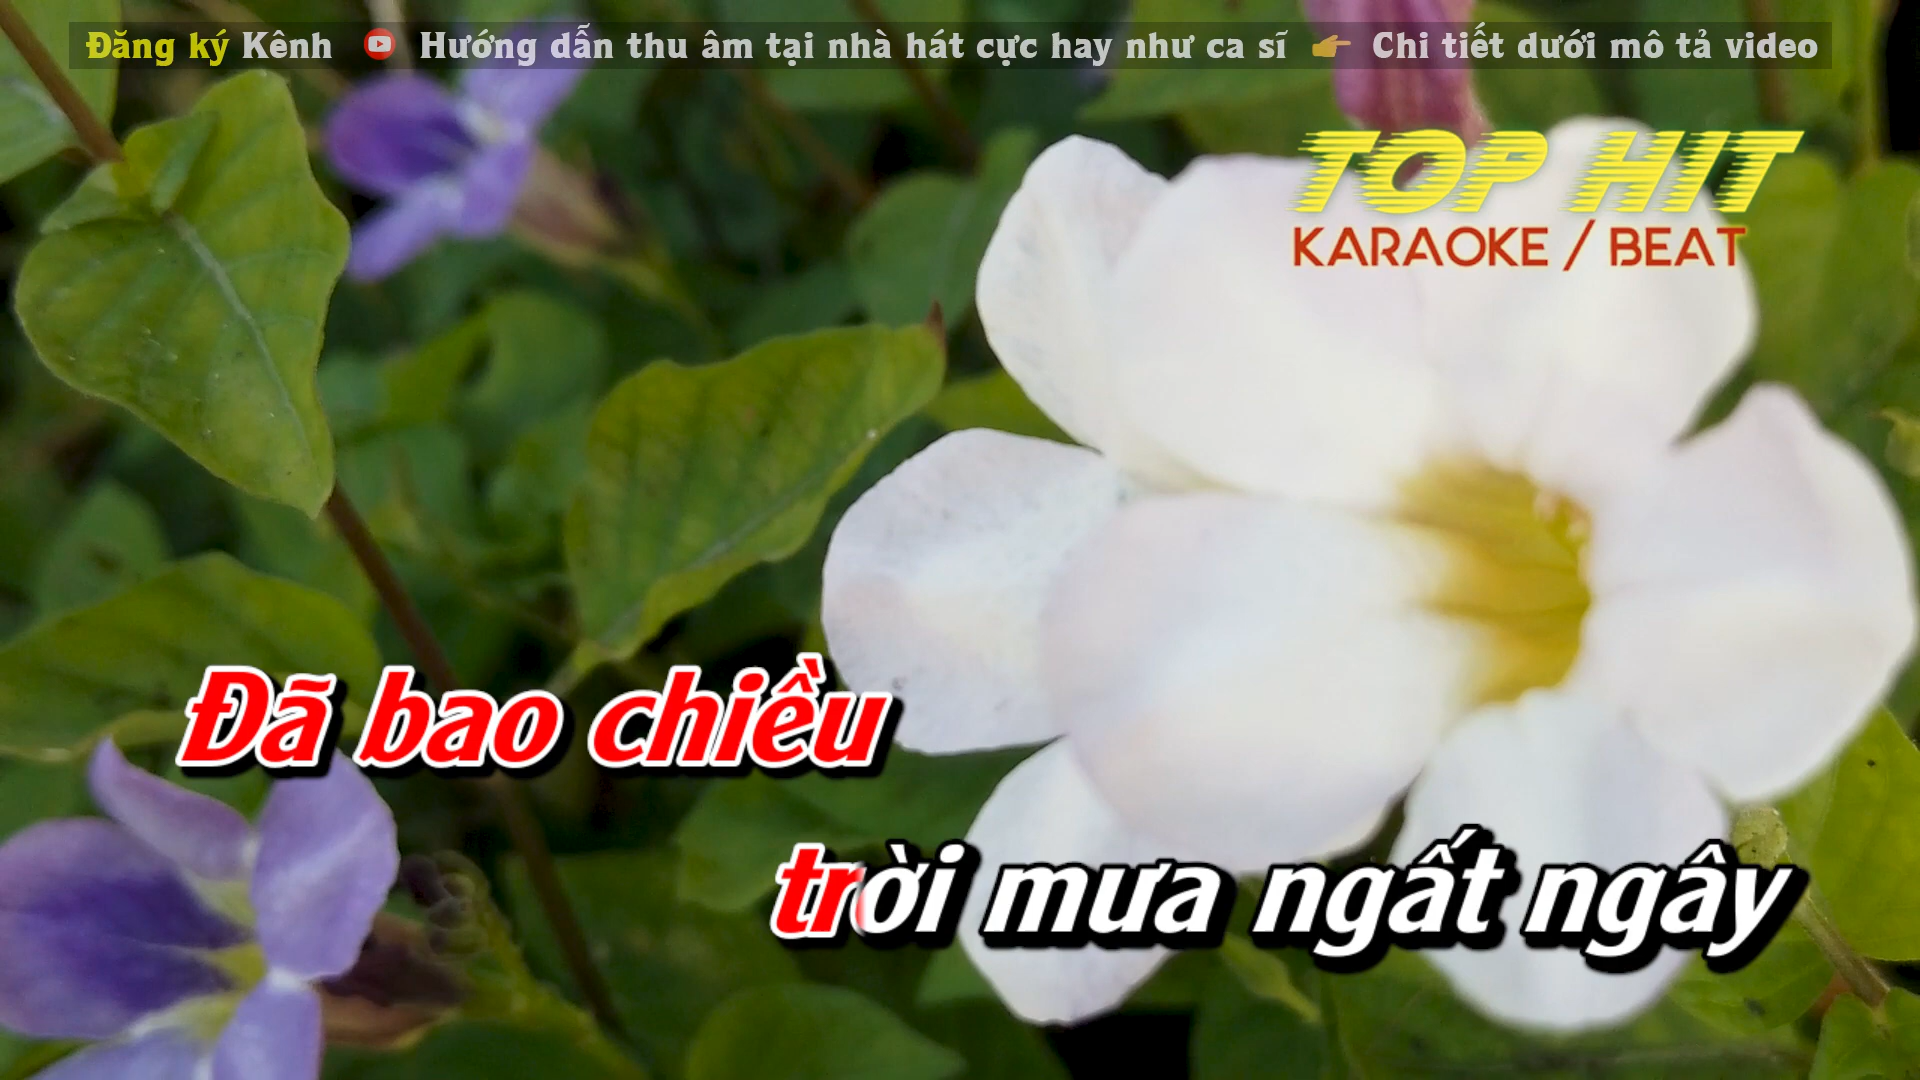 Đăng ký Kênh Hướng dẫn thu âm tại nhà hát cực hay như ca sĩ 👉 Chi tiết dưới mô tả video
TOP HIT
KARAOKE / BEAT
Đã bao chiều
trời mưa ngất ngây